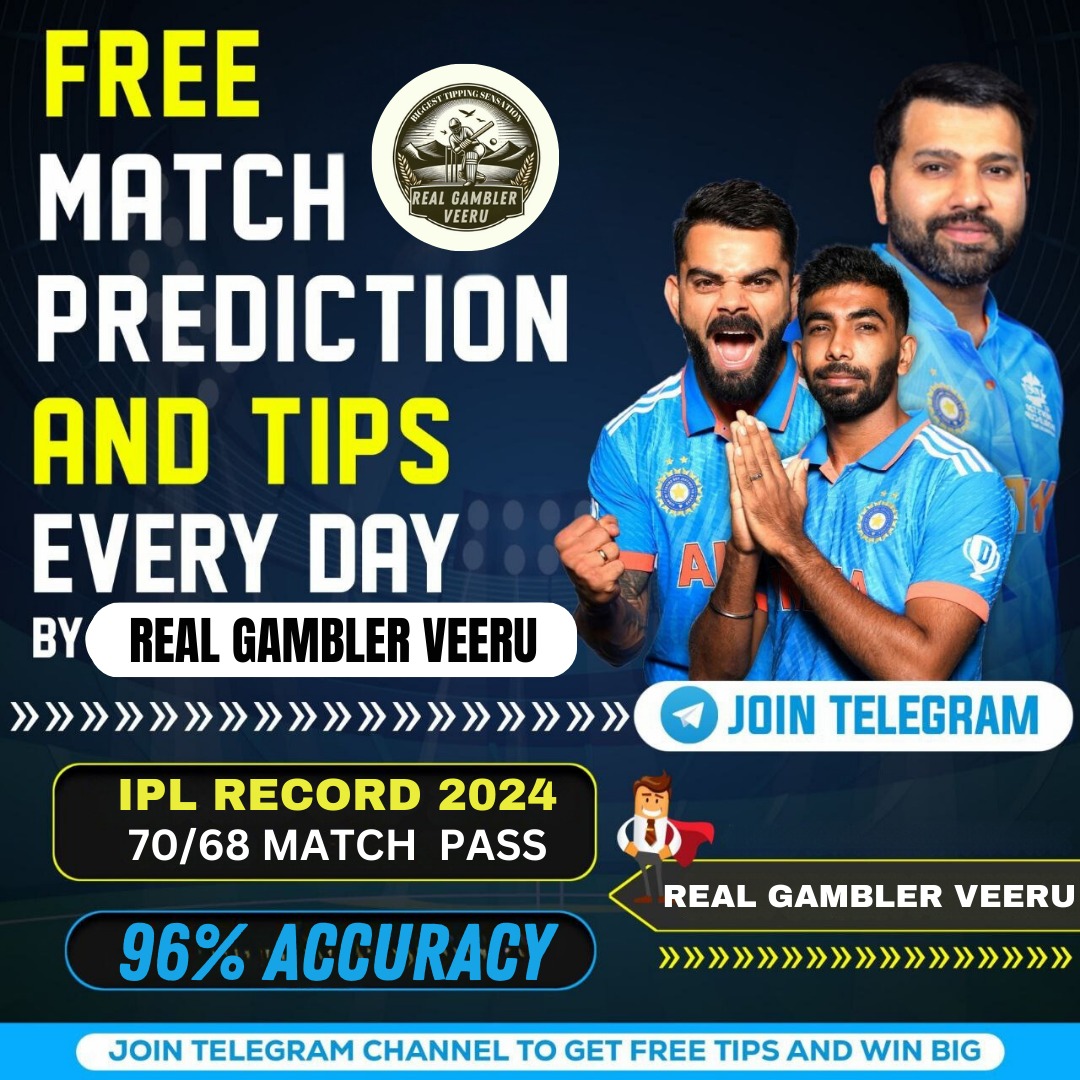 FREE
BIGGEST TIPPING SENSATION
REAL GAMBLER
VEERU
MATCH
PREDICTION
AND TIPS
EVERY DAY
BY REAL GAMBLER VEERU
JOIN TELEGRAM
IPL RECORD 2024
70/68 MATCH PASS
REAL GAMBLER VEERU
96% ACCURACY
JOIN TELEGRAM CHANNEL TO GET FREE TIPS AND WIN BIG